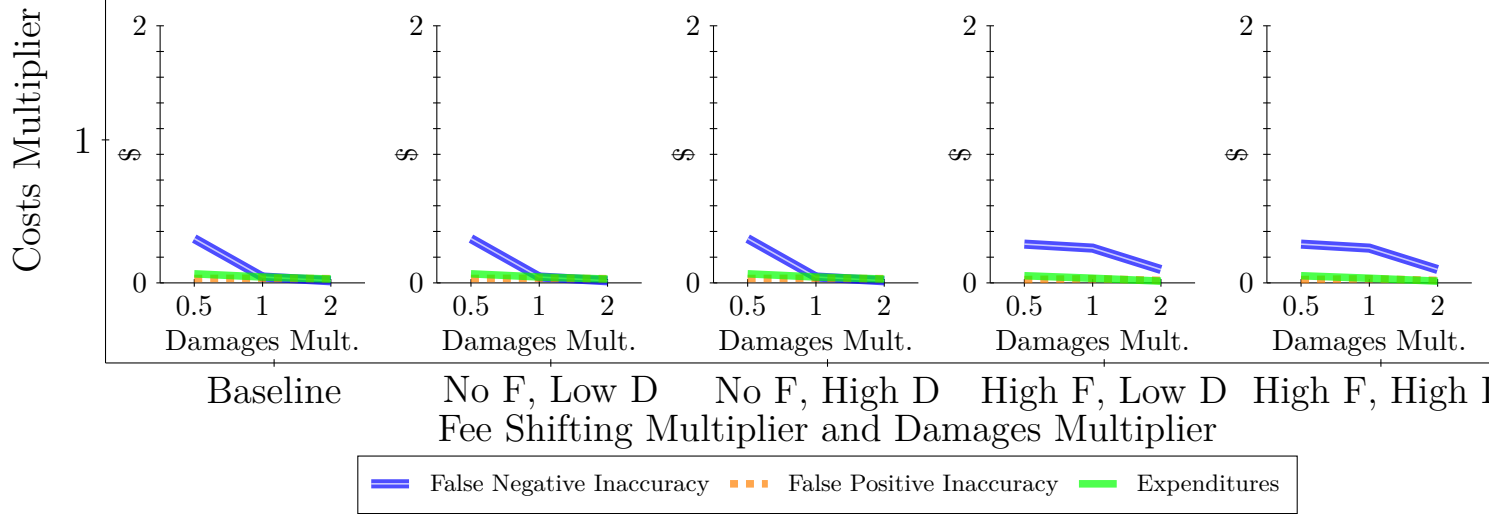 Costs Multiplier
1
2
0
$
0.5 1 2
Damages Mult.
2
0
$
0.5 1 2
Damages Mult.
2
0
$
0.5 1 2
Damages Mult.
2
0
$
0.5 1 2
Damages Mult.
2
0
$
0.5 1 2
Damages Mult.
Baseline
No F, Low D
No F, High D
High F, Low D
High F, High
Fee Shifting Multiplier and Damages Multiplier
False Negative Inaccuracy
False Positive Inaccuracy
Expenditures